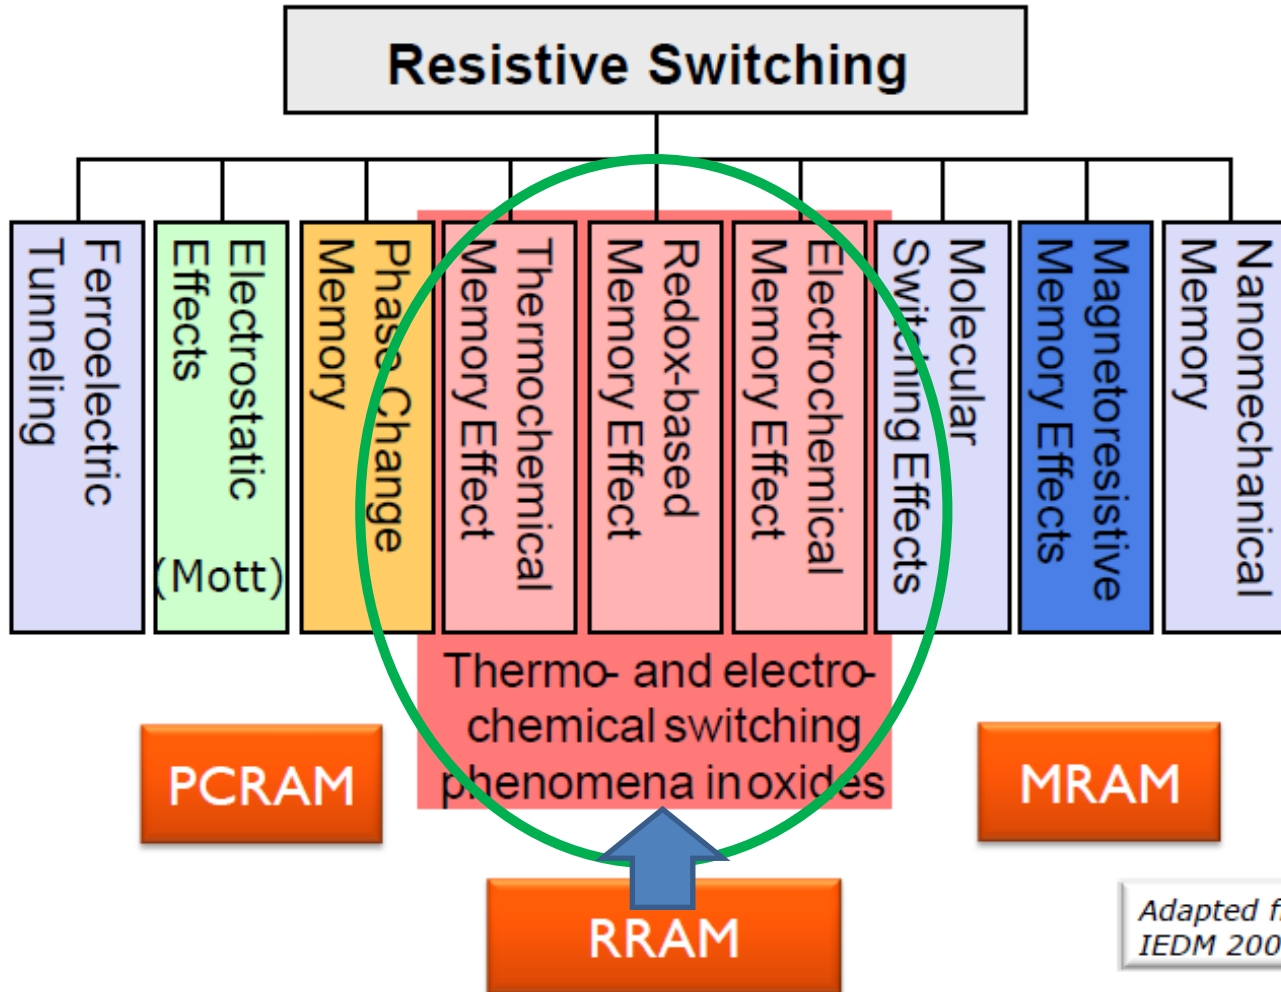 Resistive Switching
Ferroelectric
Tunneling
Electrostatic
Effects
(Mott)
Phase Change
Memory
Thermochemical
Memory Effect
Redox-based
Memory Effect
Electrochemical
Memory Effect
Molecular
Switching Effects
Magnetoresistive
Memory Effects
Nanomechanical
Memory
Thermo- and electro-
chemical switching
phenomena in oxides
PCRAM
MRAM
RRAM
Adapted
IEDM